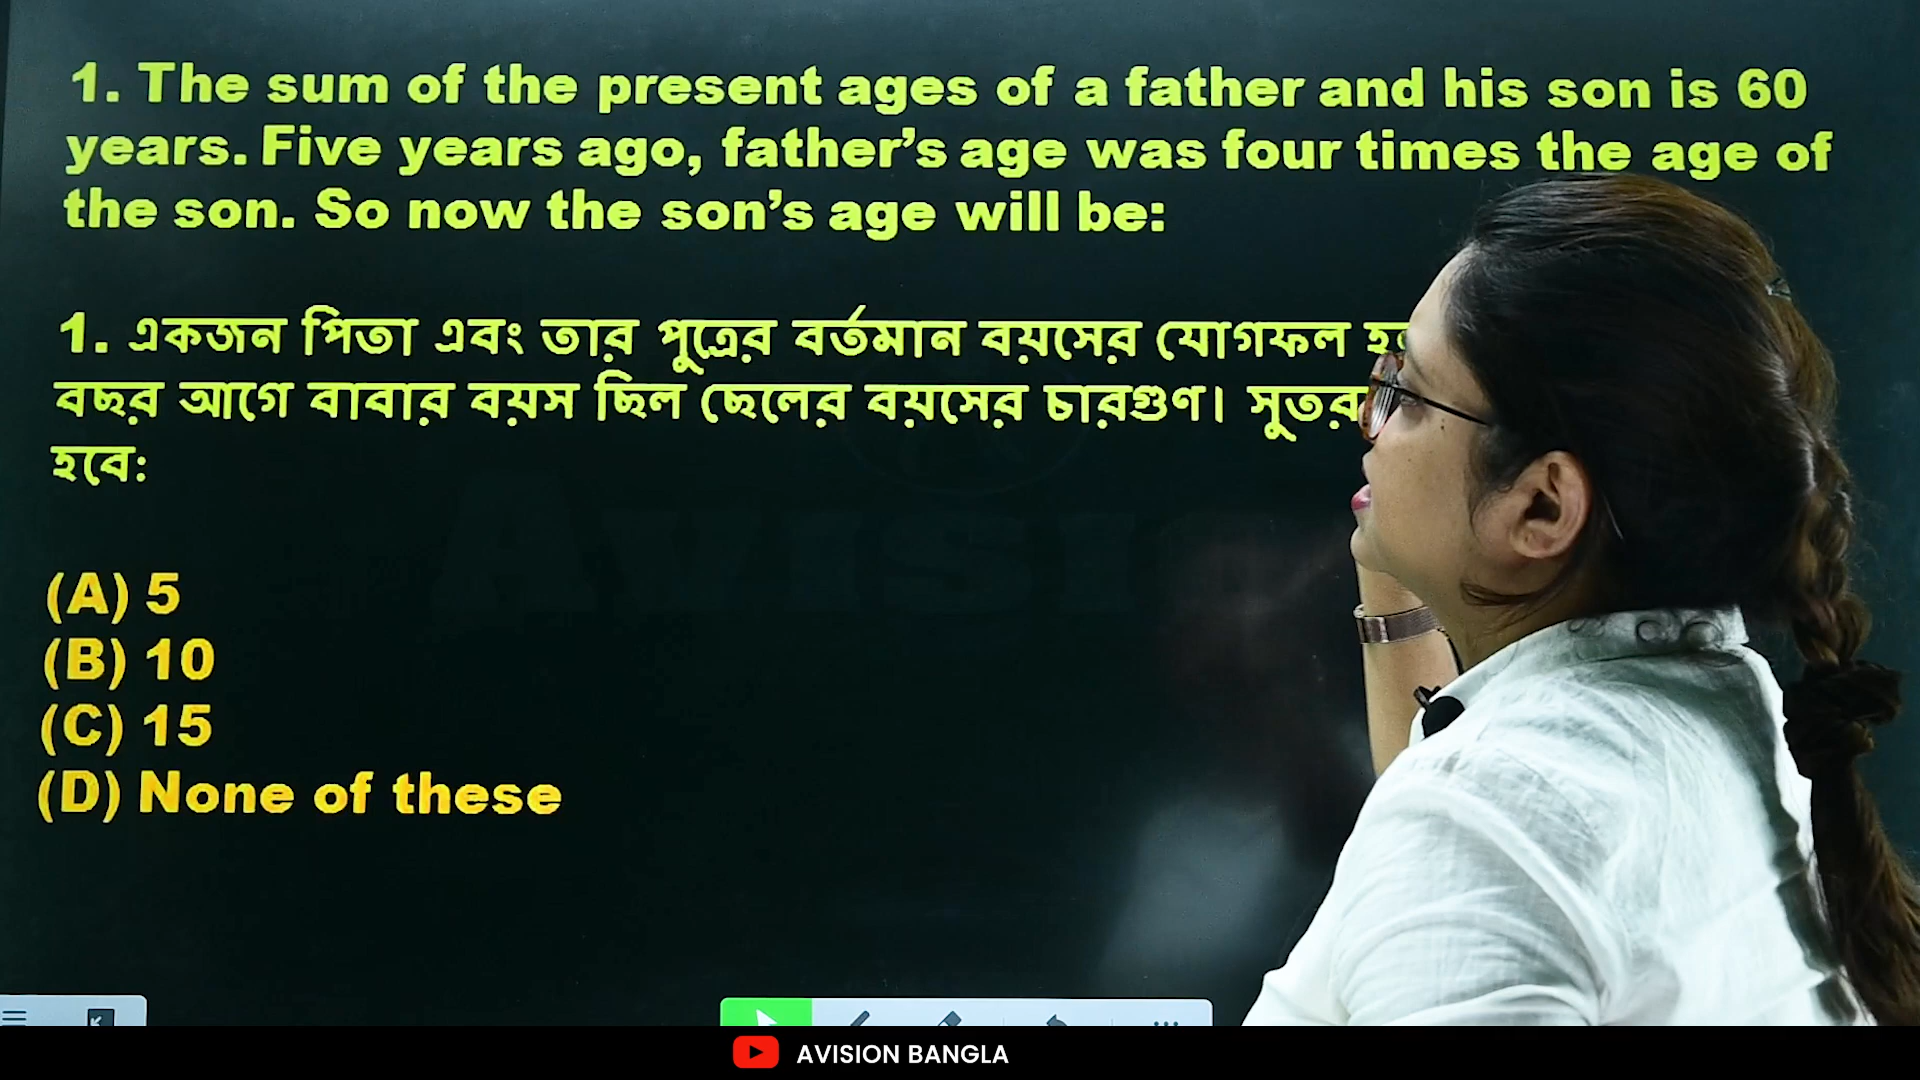 1. The sum of the present ages of a father and his son is 60
years. Five years ago, father’s age was four times the age of
the son. So now the son’s age will be:
1. একজন পিতা এবং তার পুত্রের বর্তমান বয়সের যোগফল
বছর আগে বাবার বয়স ছিল ছেলের বয়সের চারগুণ।
হবে:
(A) 5
(B) 10
(C) 15
(D) None of these
AVISION BANGLA